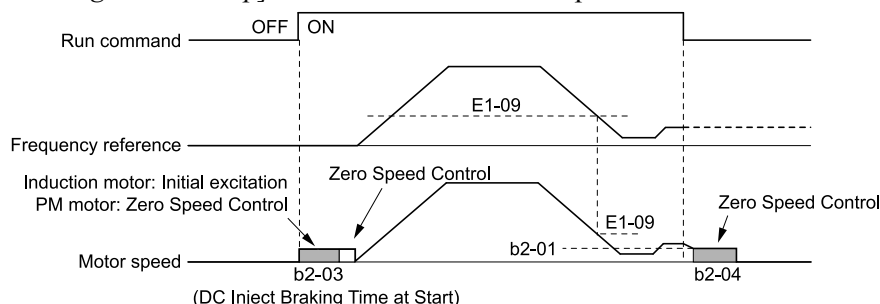 OFF ON
Run command
E1-09
Frequency reference
Induction motor: Initial excitation
PM motor: Zero Speed Control
Zero Speed Control
Zero Speed Control
E1-09
b2-01
Motor speed
b2-03
b2-04
(DC Inject Braking Time at Start)